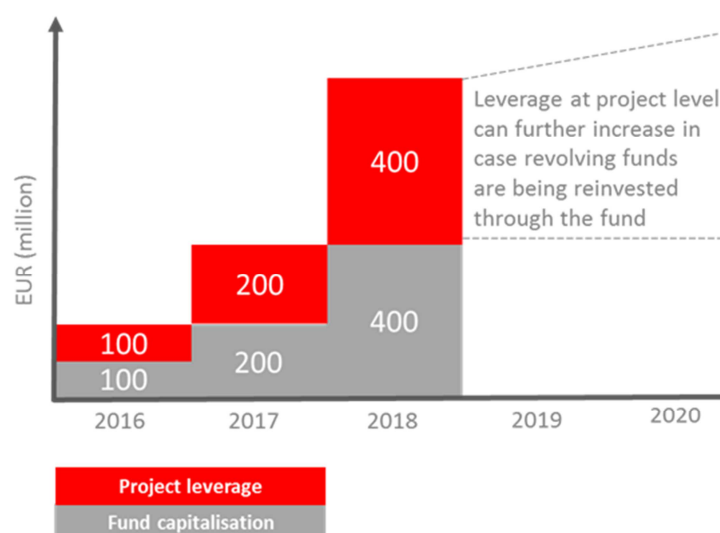 EUR (million)
400
Leverage at project level
can further increase in
case revolving funds
are being reinvested
through the fund
200
400
100
200
100
2016 2017 2018 2019 2020
Project leverage
Fund capitalisation